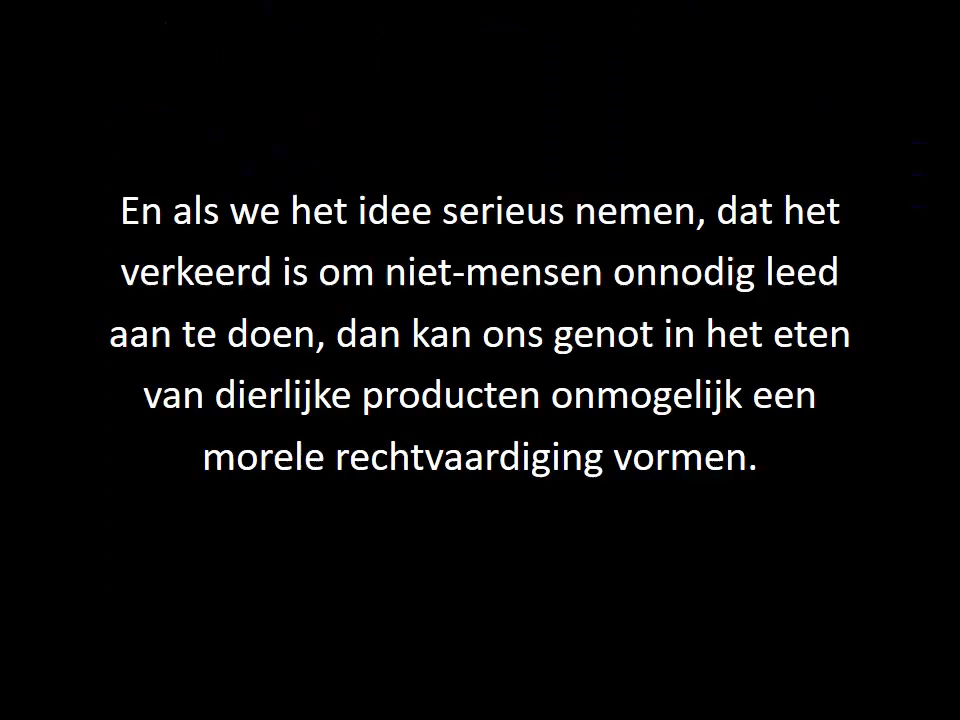 En als we het idee serieus nemen, dat het
verkeerd is om niet-mensen onnodig leed
aan te doen, dan kan ons genot in het eten
van dierlijke producten onmogelijk een
morele rechtvaardiging vormen.